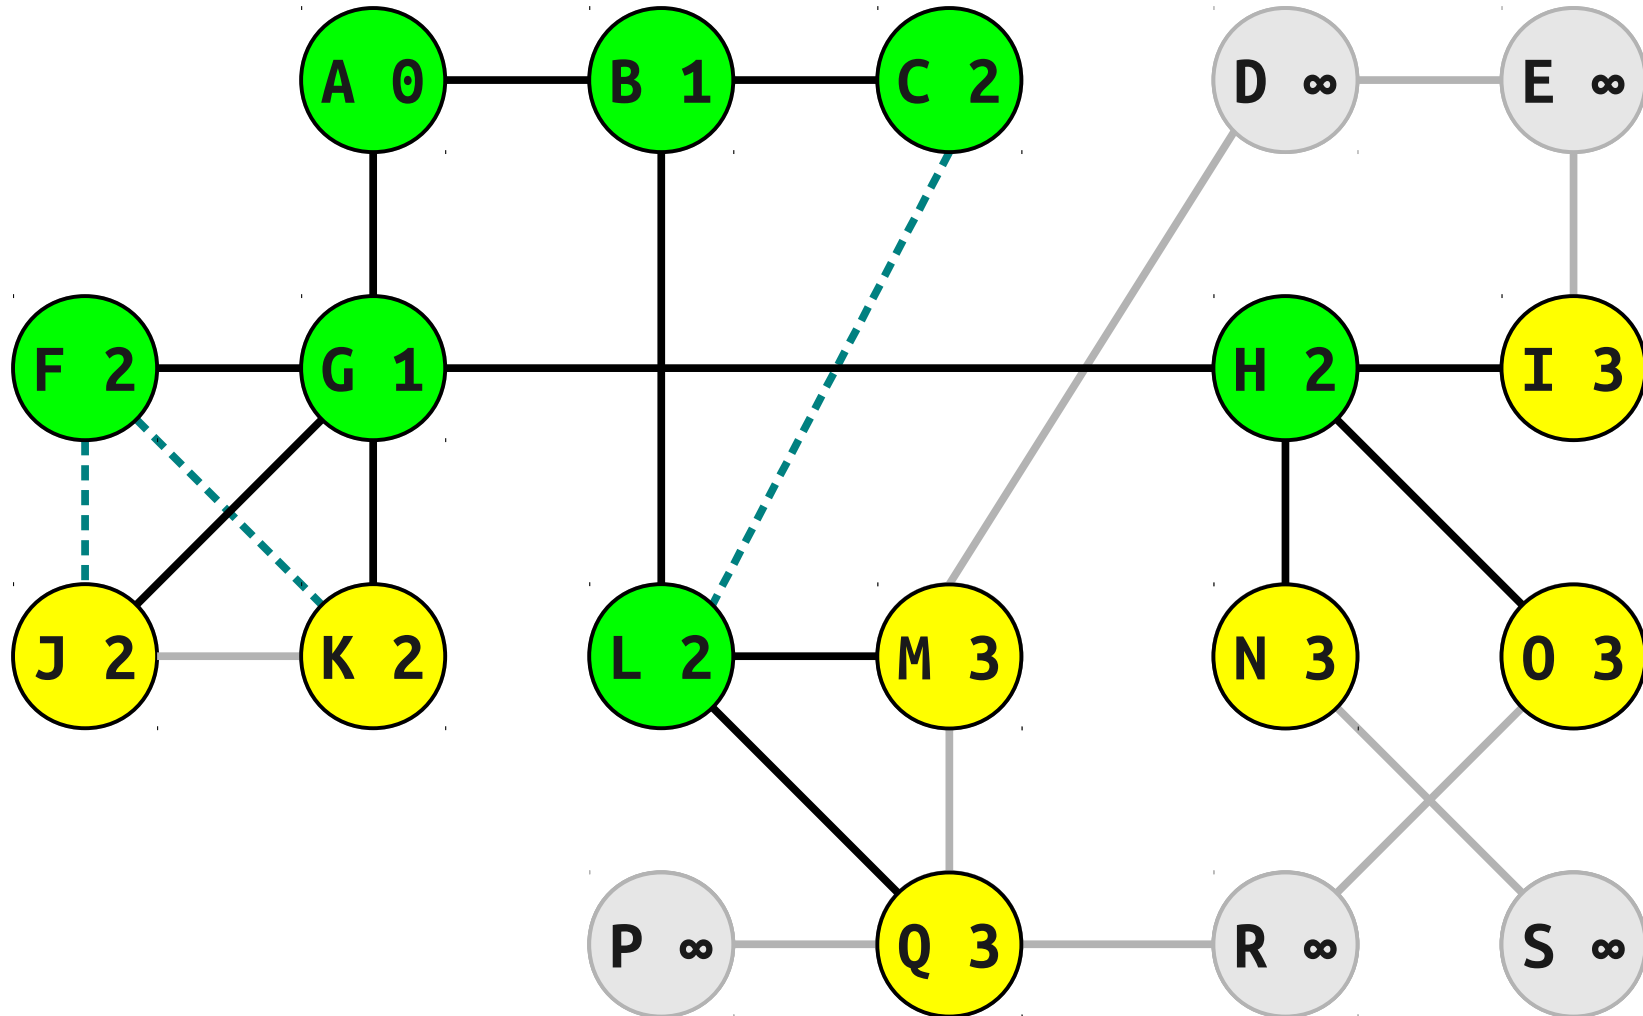 A 0 B 1 C 2 D ∞ E ∞
F 2 G 1 H 2 I 3
J 2 K 2 L 2 M 3 N 3 O 3
P ∞ Q 3 R ∞ S ∞